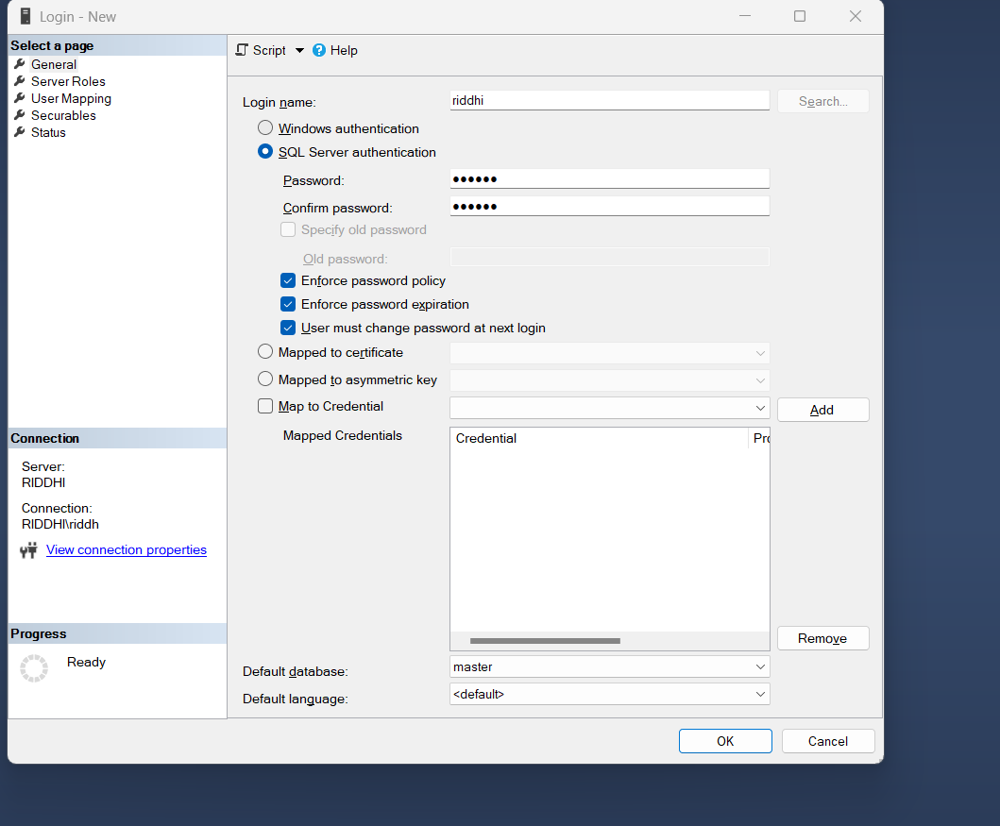 Login - New
Select a page
General
Server Roles
User Mapping
Securables
Status
Connection
Server:
RIDDHI
Connection:
RIDDHI\riddh
View connection properties
Progress
Ready
Script Help
Login name: riddhi Search...
Windows authentication
SQL Server authentication
Password: ●●●●●●
Confirm password: ●●●●●●
Specify old password
Old password:
Enforce password policy
Enforce password expiration
User must change password at next login
Mapped to certificate
Mapped to asymmetric key
Map to Credential Add
Mapped Credentials Credential Pro
Remove
Default database: master
Default language: <default>
OK Cancel